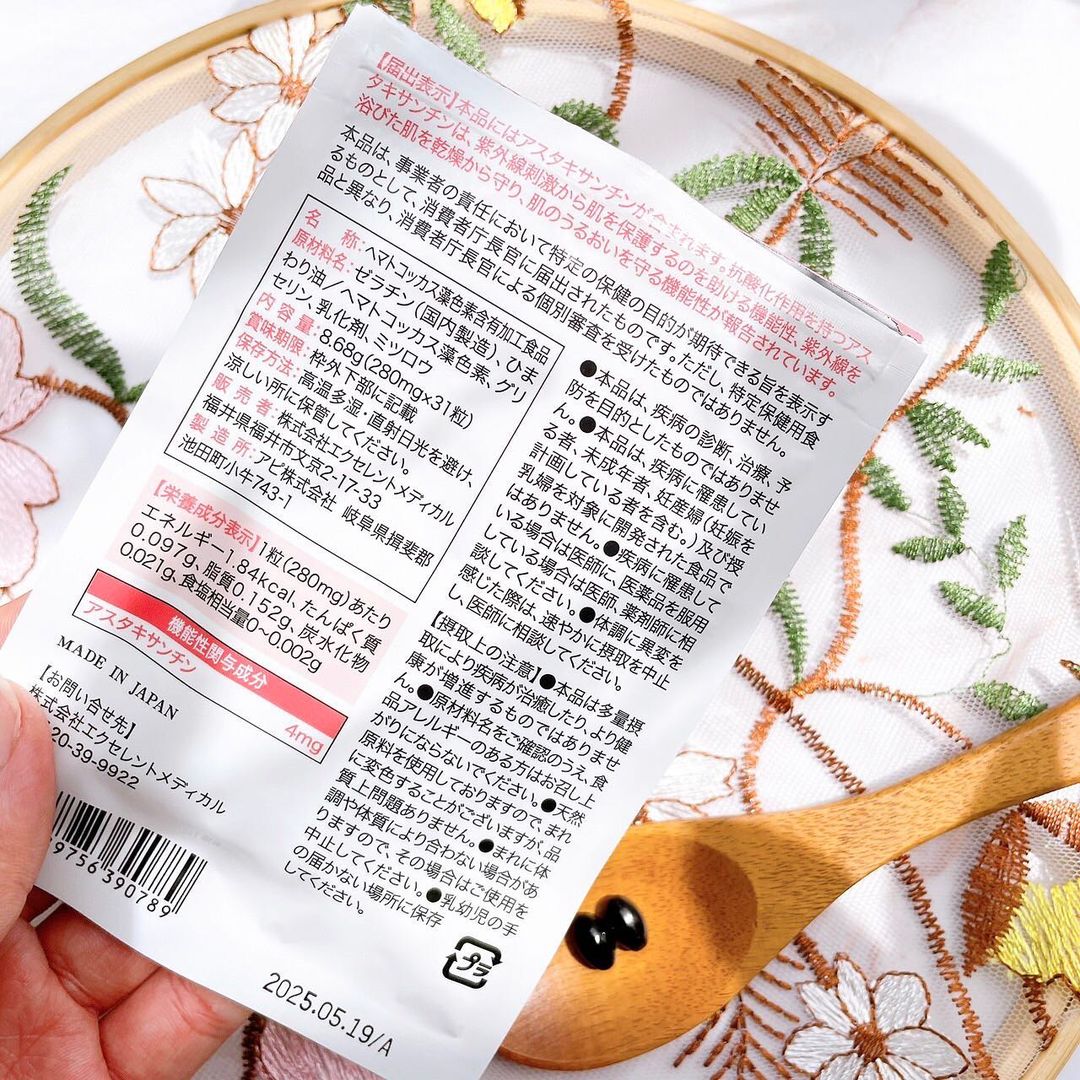 【届出表示】本品にはアスタキサンチンが含まれます。抗酸化作用を持つアス
タキサンチンは、紫外線刺激から肌を保護するのを助ける機能性、紫外線を
浴びた肌を乾燥から守り、肌のうるおいを守る機能性が報告されています。
本品は、事業者の責任において特定の保健の目的が期待できる旨を表示す
るものとして、消費者庁長官に届出されたものです。ただし、特定保健用食
品と異なり、消費者庁長官による個別審査を受けたものではありません。
名　　称:ヘマトコッカス藻色素含有加工食品
原材料名:ゼラチン(国内製造)、ひま
わり油/ヘマトコッカス藻色素、グリ
セリン、乳化剤、ミツロウ
内 容 量:8.68g(280mg×31粒)
賞味期限:枠外下部に記載
保存方法:高温多湿・直射日光を避け、
涼しい所に保管してください。
販 売 者:株式会社エクセレントメディカル
福井県福井市文京2-17-33
製 造 所:アピ株式会社 岐阜県揖斐郡
池田町小牛743-1
【栄養成分表示】1粒(280mg)あたり
エネルギー1.84kcal、たんぱく質
0.097g、脂質0.152g、炭水化物
0.021g、食塩相当量0~0.002g
機能性関与成分
アスタキサンチン 4mg
MADE IN JAPAN
【お問い合せ先】
株式会社エクセレントメディカル
20-39-9922
9756390789
●本品は、疾病の診断、治療、予
防を目的としたものではありませ
ん。●本品は、疾病に罹患してい
る者、未成年者、妊産婦(妊娠を
計画している者を含む。)及び授
乳婦を対象に開発された食品で
はありません。●疾病に罹患して
いる場合は医師に、医薬品を服用
している場合は医師、薬剤師に相
談してください。●体調に異変を
感じた際は、速やかに摂取を中止
し、医師に相談してください。
【摂取上の注意】●本品は多量摂
取により疾病が治癒したり、より健
康が増進するものではありませ
ん。●原材料名をご確認のうえ、食
品アレルギーのある方はお召し上
がりにならないでください。●天然
原料を使用しておりますので、まれ
に変色することがございますが、品
質上問題ありません。●まれに体
調や体質により合わない場合があ
りますので、その場合はご使用を
中止してください。●乳幼児の手
の届かない場所に保存
してください。
プラ
2025.05.19/A